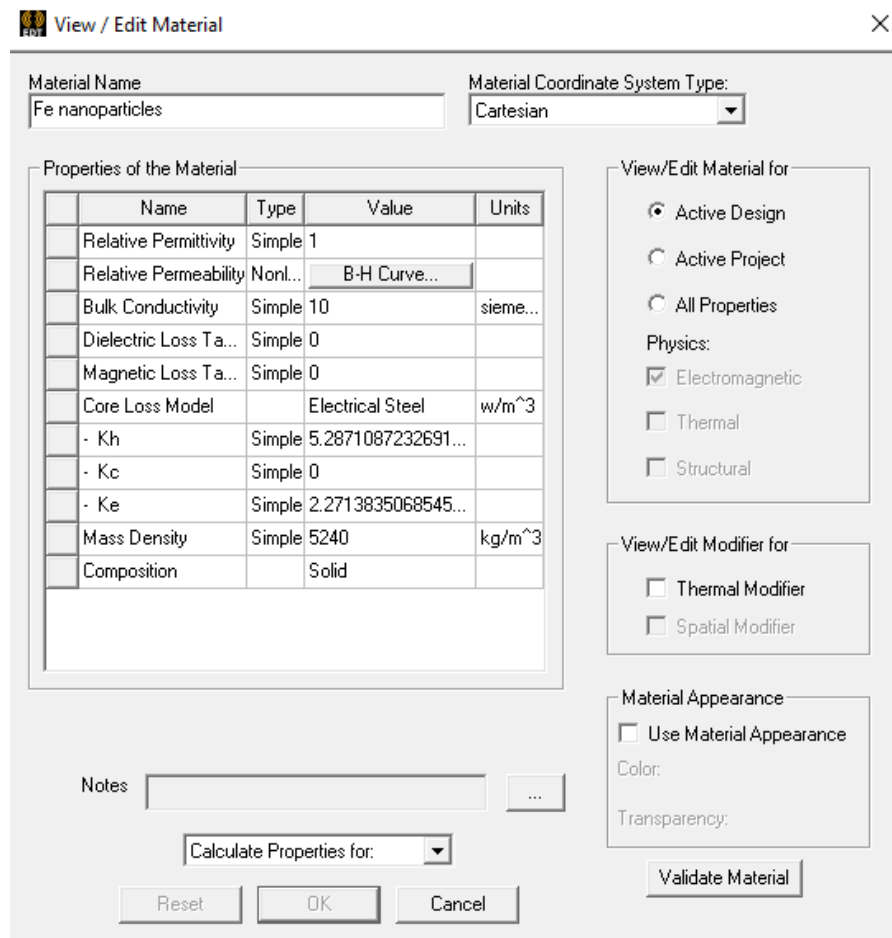 EDT View / Edit Material
Material Name
Fe nanoparticles
Material Coordinate System Type:
Cartesian
Properties of the Material
Name Type Value Units
Relative Permittivity Simple 1
Relative Permeability Nonl... B-H Curve...
Bulk Conductivity Simple 10 sieme...
Dielectric Loss Ta... Simple 0
Magnetic Loss Ta... Simple 0
Core Loss Model Electrical Steel w/m^3
- Kh Simple 5.2871087232691...
- Kc Simple 0
- Ke Simple 2.2713835068545...
Mass Density Simple 5240 kg/m^3
Composition Solid
View/Edit Material for
Active Design
Active Project
All Properties
Physics:
Electromagnetic
Thermal
Structural
View/Edit Modifier for
Thermal Modifier
Spatial Modifier
Material Appearance
Use Material Appearance
Color:
Transparency:
Notes ...
Calculate Properties for:
Validate Material
Reset OK Cancel